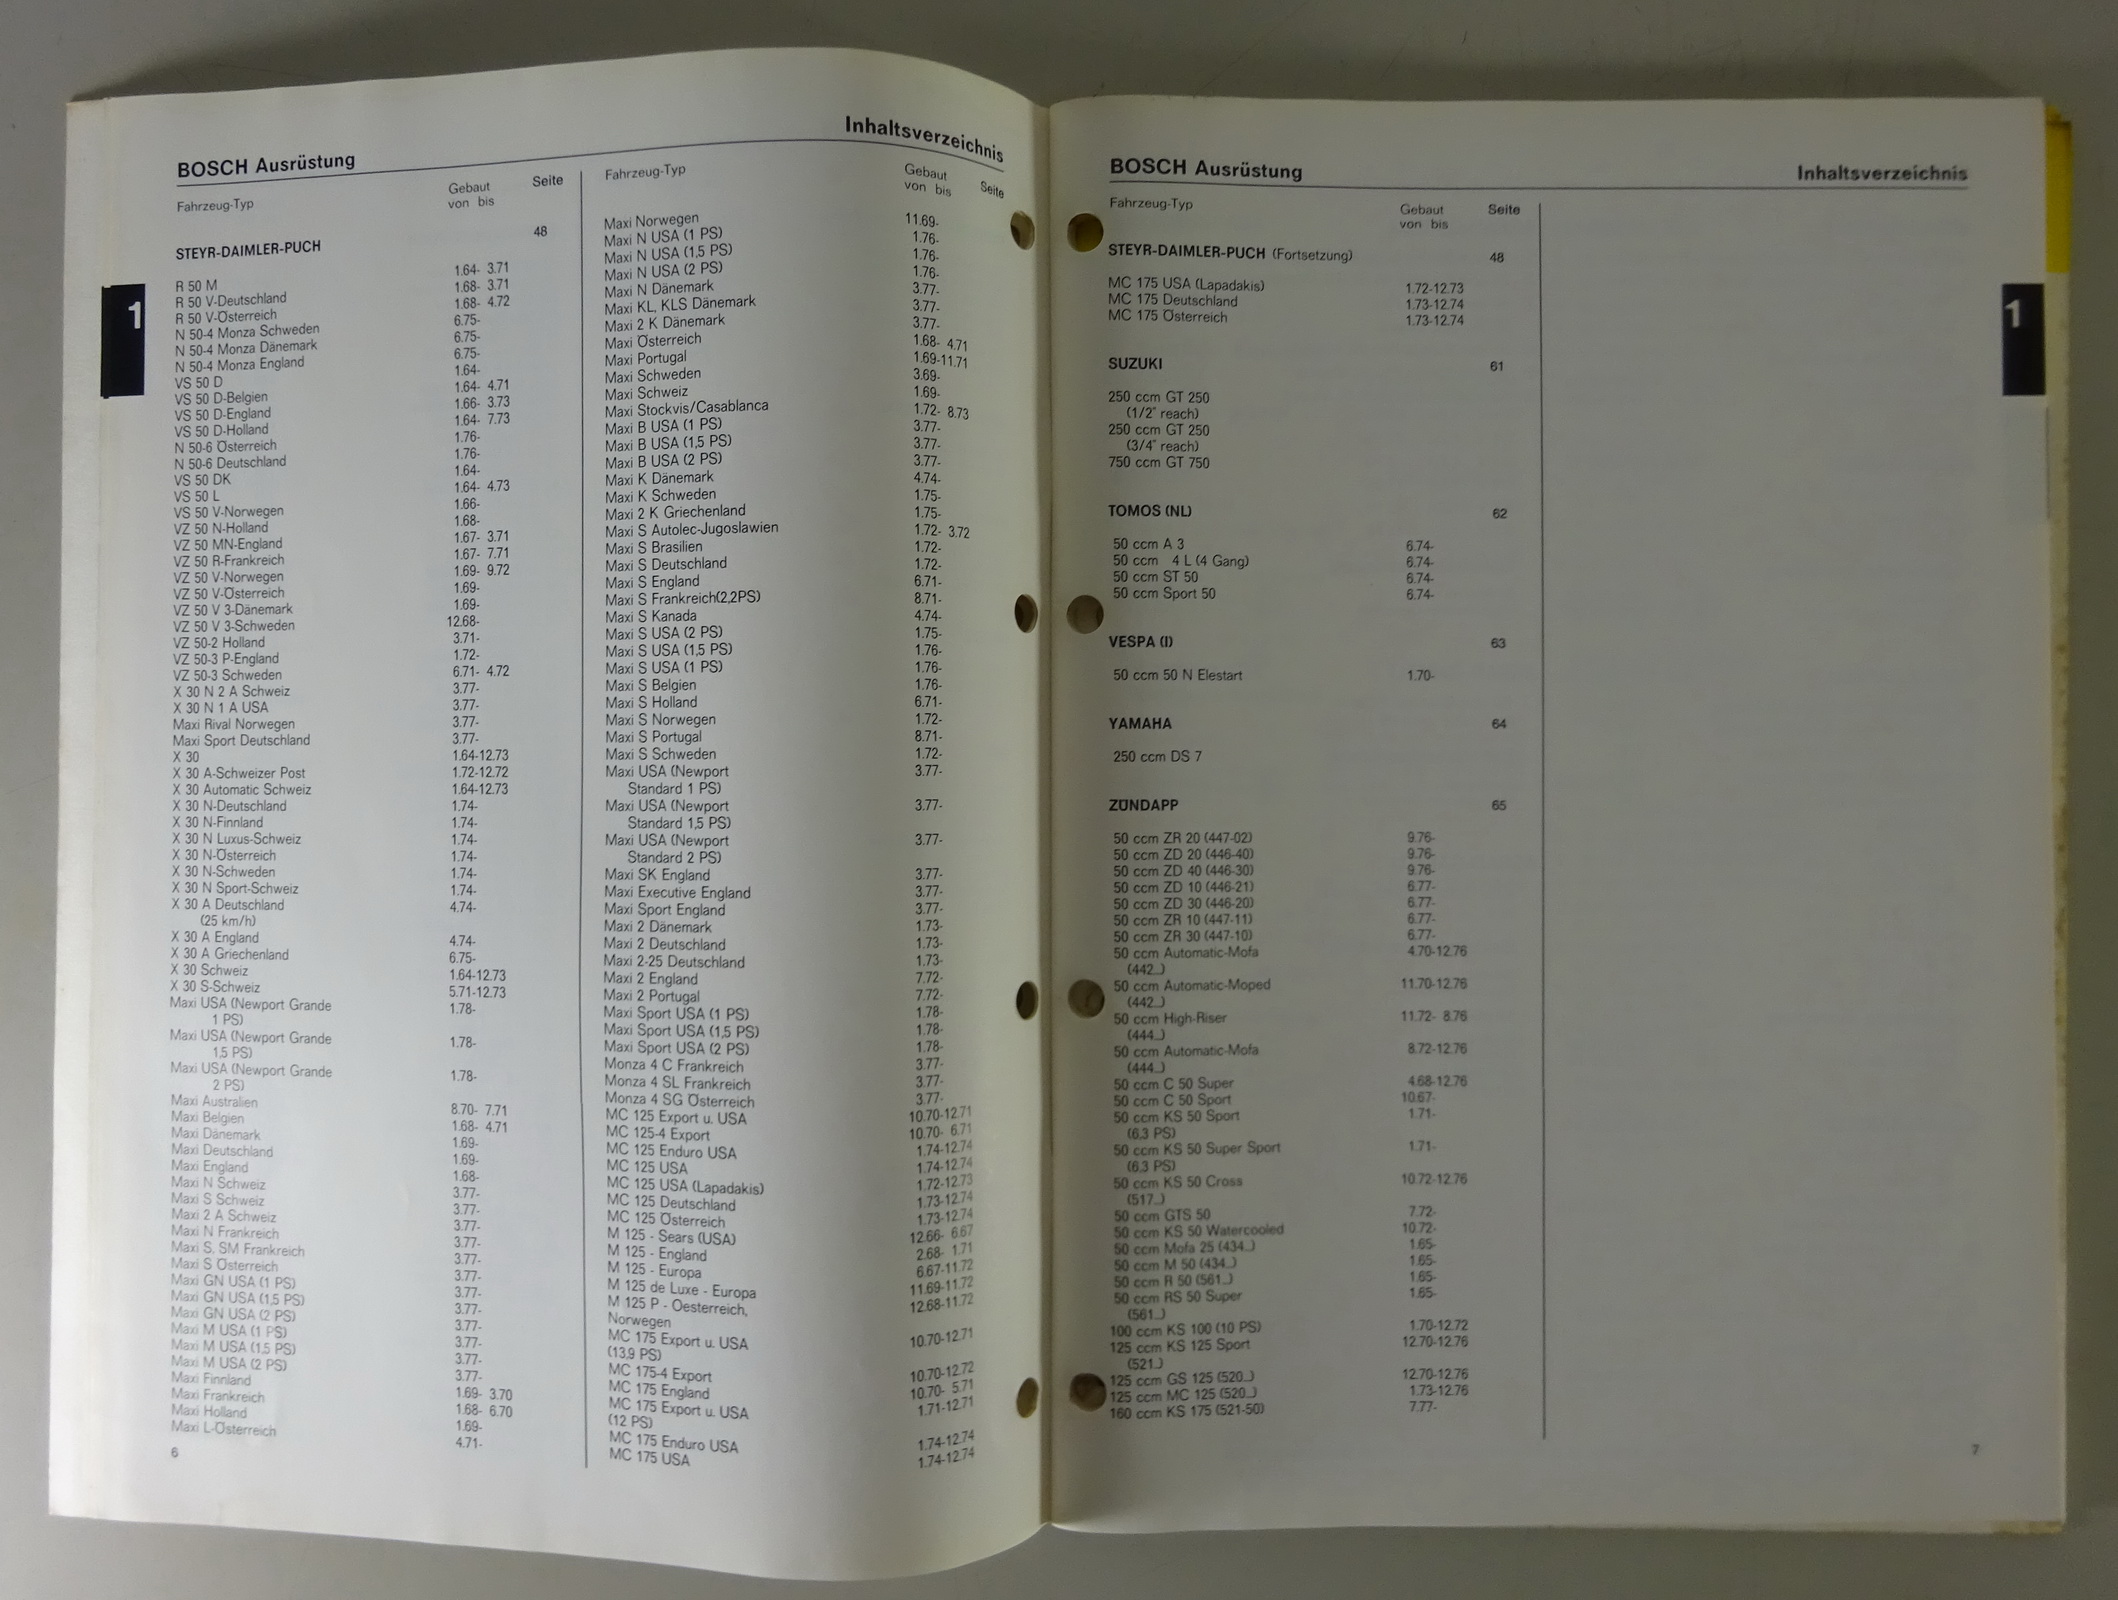 BOSCH Ausrüstung
Inhaltsverzeichnis
Fahrzeug-Typ Gebaut von bis Seite
STEYR-DAIMLER-PUCH 48
1
R 50 M 1.64- 3.71
R 50 V-Deutschland 1.68- 3.71
R 50 V-Österreich 1.68- 4.72
N 50-4 Monza Schweden 6.75-
N 50-4 Monza Dänemark 6.75-
N 50-4 Monza England 6.75-
VS 50 D 1.64-
VS 50 D-Belgien 1.64- 4.71
VS 50 D-England 1.66- 3.73
VS 50 D-Holland 1.64- 7.73
N 50-6 Österreich 1.76-
N 50-6 Deutschland 1.76-
VS 50 DK 1.64-
VS 50 L 1.64- 4.73
VS 50 V-Norwegen 1.66-
VZ 50 N-Holland 1.68-
VZ 50 MN-England 1.67- 3.71
VZ 50 R-Frankreich 1.67- 7.71
VZ 50 V-Norwegen 1.69- 9.72
VZ 50 V-Österreich 1.69-
VZ 50 V 3-Dänemark 1.69-
VZ 50 V 3-Schweden 12.68-
VZ 50-2 Holland 3.71-
VZ 50-3 P-England 1.72-
VZ 50-3 Schweden 6.71- 4.72
X 30 N 2 A Schweiz 3.77-
X 30 N 1 A USA 3.77-
Maxi Rival Norwegen 3.77-
Maxi Sport Deutschland 3.77-
X 30 1.64-12.73
X 30 A-Schweizer Post 1.72-12.72
X 30 Automatic Schweiz 1.64-12.73
X 30 N-Deutschland 1.74-
X 30 N-Finnland 1.74-
X 30 N Luxus-Schweiz 1.74-
X 30 N-Österreich 1.74-
X 30 N-Schweden 1.74-
X 30 N Sport-Schweiz 1.74-
X 30 A Deutschland 4.74-
(25 km/h)
X 30 A England 4.74-
X 30 A Griechenland 6.75-
X 30 Schweiz 1.64-12.73
X 30 S-Schweiz 5.71-12.73
Maxi USA (Newport Grande 1.78-
1 PS)
Maxi USA (Newport Grande 1.78-
1,5 PS)
Maxi USA (Newport Grande 1.78-
2 PS)
Maxi Australien 8.70- 7.71
Maxi Belgien 1.68- 4.71
Maxi Dänemark 1.69-
Maxi Deutschland 1.69-
Maxi England 1.68-
Maxi N Schweiz 3.77-
Maxi S Schweiz 3.77-
Maxi 2 A Schweiz 3.77-
Maxi N Frankreich 3.77-
Maxi S, SM Frankreich 3.77-
Maxi S Österreich 3.77-
Maxi GN USA (1 PS) 3.77-
Maxi GN USA (1,5 PS) 3.77-
Maxi GN USA (2 PS) 3.77-
Maxi M USA (1 PS) 3.77-
Maxi M USA (1,5 PS) 3.77-
Maxi M USA (2 PS) 3.77-
Maxi Finnland 1.69- 3.70
Maxi Frankreich 1.68- 6.70
Maxi Holland 1.69-
Maxi L-Österreich 4.71-
6
Fahrzeug-Typ Gebaut von bis Seite
Maxi Norwegen 11.69-
Maxi N USA (1 PS) 1.76-
Maxi N USA (1,5 PS) 1.76-
Maxi N USA (2 PS) 1.76-
Maxi N Dänemark 3.77-
Maxi KL, KLS Dänemark 3.77-
Maxi 2 K Dänemark 3.77-
Maxi Österreich 1.68- 4.71
Maxi Portugal 1.69-11.71
Maxi Schweden 3.69-
Maxi Schweiz 1.69-
Maxi Stockvis/Casablanca 1.72- 8.73
Maxi B USA (1 PS) 3.77-
Maxi B USA (1,5 PS) 3.77-
Maxi B USA (2 PS) 3.77-
Maxi K Dänemark 4.74-
Maxi K Schweden 1.75-
Maxi 2 K Griechenland 1.75-
Maxi S Autolec-Jugoslawien 1.72- 3.72
Maxi S Brasilien 1.72-
Maxi S Deutschland 1.72-
Maxi S England 6.71-
Maxi S Frankreich(2,2PS) 8.71-
Maxi S Kanada 4.74-
Maxi S USA (2 PS) 1.75-
Maxi S USA (1,5 PS) 1.76-
Maxi S USA (1 PS) 1.76-
Maxi S Belgien 1.76-
Maxi S Holland 6.71-
Maxi S Norwegen 1.72-
Maxi S Portugal 8.71-
Maxi S Schweden 1.72-
Maxi USA (Newport 3.77-
Standard 1 PS)
Maxi USA (Newport 3.77-
Standard 1,5 PS)
Maxi USA (Newport 3.77-
Standard 2 PS)
Maxi SK England 3.77-
Maxi Executive England 3.77-
Maxi Sport England 3.77-
Maxi 2 Dänemark 1.73-
Maxi 2 Deutschland 1.73-
Maxi 2-25 Deutschland 1.73-
Maxi 2 England 7.72-
Maxi 2 Portugal 7.72-
Maxi Sport USA (1 PS) 1.78-
Maxi Sport USA (1,5 PS) 1.78-
Maxi Sport USA (2 PS) 1.78-
Monza 4 C Frankreich 3.77-
Monza 4 SL Frankreich 3.77-
Monza 4 SG Österreich 3.77-
MC 125 Export u. USA 10.70-12.71
MC 125-4 Export 10.70- 6.71
MC 125 Enduro USA 1.74-12.74
MC 125 USA 1.74-12.74
MC 125 USA (Lapadakis) 1.72-12.73
MC 125 Deutschland 1.73-12.74
MC 125 Österreich 1.73-12.74
M 125 - Sears (USA) 12.66- 6.67
M 125 - England 2.68- 1.71
M 125 - Europa 6.67-11.72
M 125 de Luxe - Europa 11.69-11.72
M 125 P - Oesterreich, 12.68-11.72
Norwegen
MC 175 Export u. USA 10.70-12.71
(13,9 PS)
MC 175-4 Export 10.70-12.72
MC 175 England 10.70- 5.71
MC 175 Export u. USA 1.71-12.71
(12 PS)
MC 175 Enduro USA 1.74-12.74
MC 175 USA 1.74-12.74
BOSCH Ausrüstung
Inhaltsverzeichnis
Fahrzeug-Typ Gebaut von bis Seite
STEYR-DAIMLER-PUCH (Fortsetzung) 48
MC 175 USA (Lapadakis) 1.72-12.73
MC 175 Deutschland 1.73-12.74
MC 175 Österreich 1.73-12.74
1
SUZUKI 61
250 ccm GT 250
(1/2" reach)
250 ccm GT 250
(3/4" reach)
750 ccm GT 750
TOMOS (NL) 62
50 ccm A 3 6.74-
50 ccm 4 L (4 Gang) 6.74-
50 ccm ST 50 6.74-
50 ccm Sport 50 6.74-
VESPA (I) 63
50 ccm 50 N Elestart 1.70-
YAMAHA 64
250 ccm DS 7
ZÜNDAPP 65
50 ccm ZR 20 (447-02) 9.76-
50 ccm ZD 20 (446-40) 9.76-
50 ccm ZD 40 (446-30) 9.76-
50 ccm ZD 10 (446-21) 6.77-
50 ccm ZD 30 (446-20) 6.77-
50 ccm ZR 10 (447-11) 6.77-
50 ccm ZR 30 (447-10) 6.77-
50 ccm Automatic-Mofa 4.70-12.76
(442..)
50 ccm Automatic-Moped 11.70-12.76
(442..)
50 ccm High-Riser 11.72- 8.76
(444..)
50 ccm Automatic-Mofa 8.72-12.76
(444..)
50 ccm C 50 Super 4.68-12.76
50 ccm C 50 Sport 10.67-
50 ccm KS 50 Sport 1.71-
(6,3 PS)
50 ccm KS 50 Super Sport 1.71-
(6,3 PS)
50 ccm KS 50 Cross 10.72-12.76
(517..)
50 ccm GTS 50 7.72-
50 ccm KS 50 Watercooled 10.72-
50 ccm Mofa 25 (434..) 1.65-
50 ccm M 50 (434..) 1.65-
50 ccm R 50 (561..) 1.65-
50 ccm RS 50 Super 1.65-
(561..)
100 ccm KS 100 (10 PS) 1.70-12.72
125 ccm KS 125 Sport 12.70-12.76
(521..)
125 ccm GS 125 (520..) 12.70-12.76
125 ccm MC 125 (520..) 1.73-12.76
160 ccm KS 175 (521-50) 7.77-
7